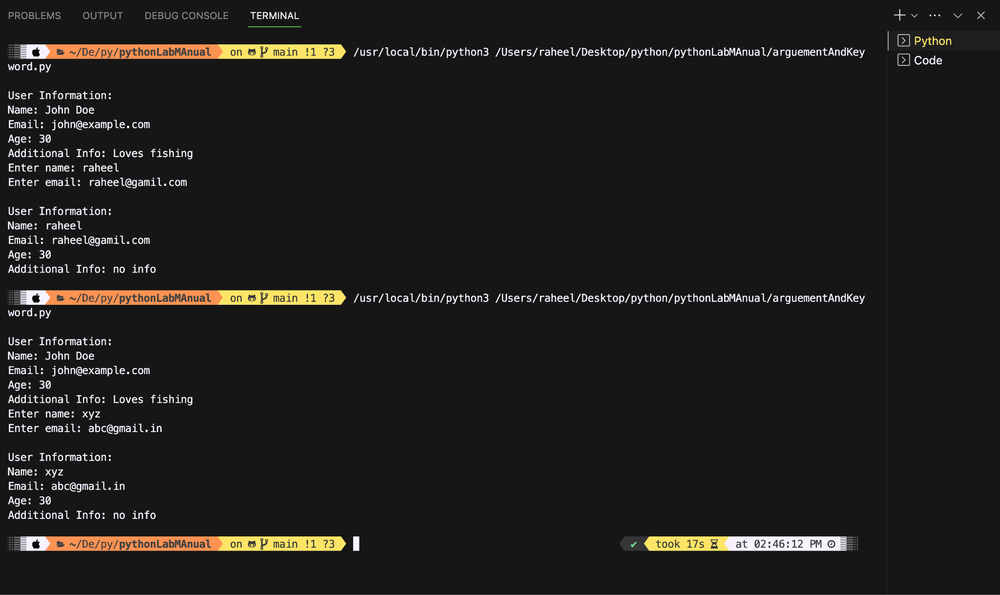 PROBLEMS OUTPUT DEBUG CONSOLE TERMINAL
Python
Code
~/De/py/pythonLabMAnual on main !1 ?3 /usr/local/bin/python3 /Users/raheel/Desktop/python/pythonLabMAnual/arguementAndKey
word.py
User Information:
Name: John Doe
Email: john@example.com
Age: 30
Additional Info: Loves fishing
Enter name: raheel
Enter email: raheel@gamil.com
User Information:
Name: raheel
Email: raheel@gamil.com
Age: 30
Additional Info: no info
~/De/py/pythonLabMAnual on main !1 ?3 /usr/local/bin/python3 /Users/raheel/Desktop/python/pythonLabMAnual/arguementAndKey
word.py
User Information:
Name: John Doe
Email: john@example.com
Age: 30
Additional Info: Loves fishing
Enter name: xyz
Enter email: abc@gmail.in
User Information:
Name: xyz
Email: abc@gmail.in
Age: 30
Additional Info: no info
~/De/py/pythonLabMAnual on main !1 ?3 ✔ took 17s at 02:46:12 PM